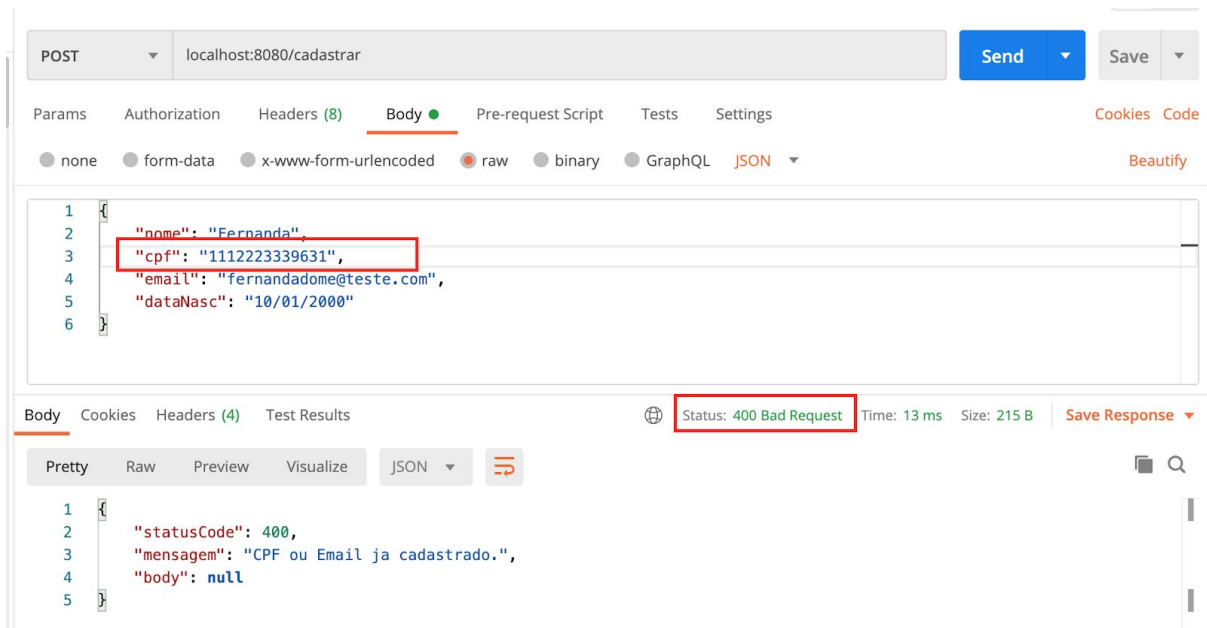 POST localhost:8080/cadastrar Send Save
Params Authorization Headers (8) Body Pre-request Script Tests Settings Cookies Code
none form-data x-www-form-urlencoded raw binary GraphQL JSON Beautify
1 {
2 "nome": "Fernanda",
3 "cpf": "1112223339631",
4 "email": "fernandadome@teste.com",
5 "dataNasc": "10/01/2000"
6 }
Body Cookies Headers (4) Test Results Status: 400 Bad Request Time: 13 ms Size: 215 B Save Response
Pretty Raw Preview Visualize JSON
1 {
2 "statusCode": 400,
3 "mensagem": "CPF ou Email ja cadastrado.",
4 "body": null
5 }